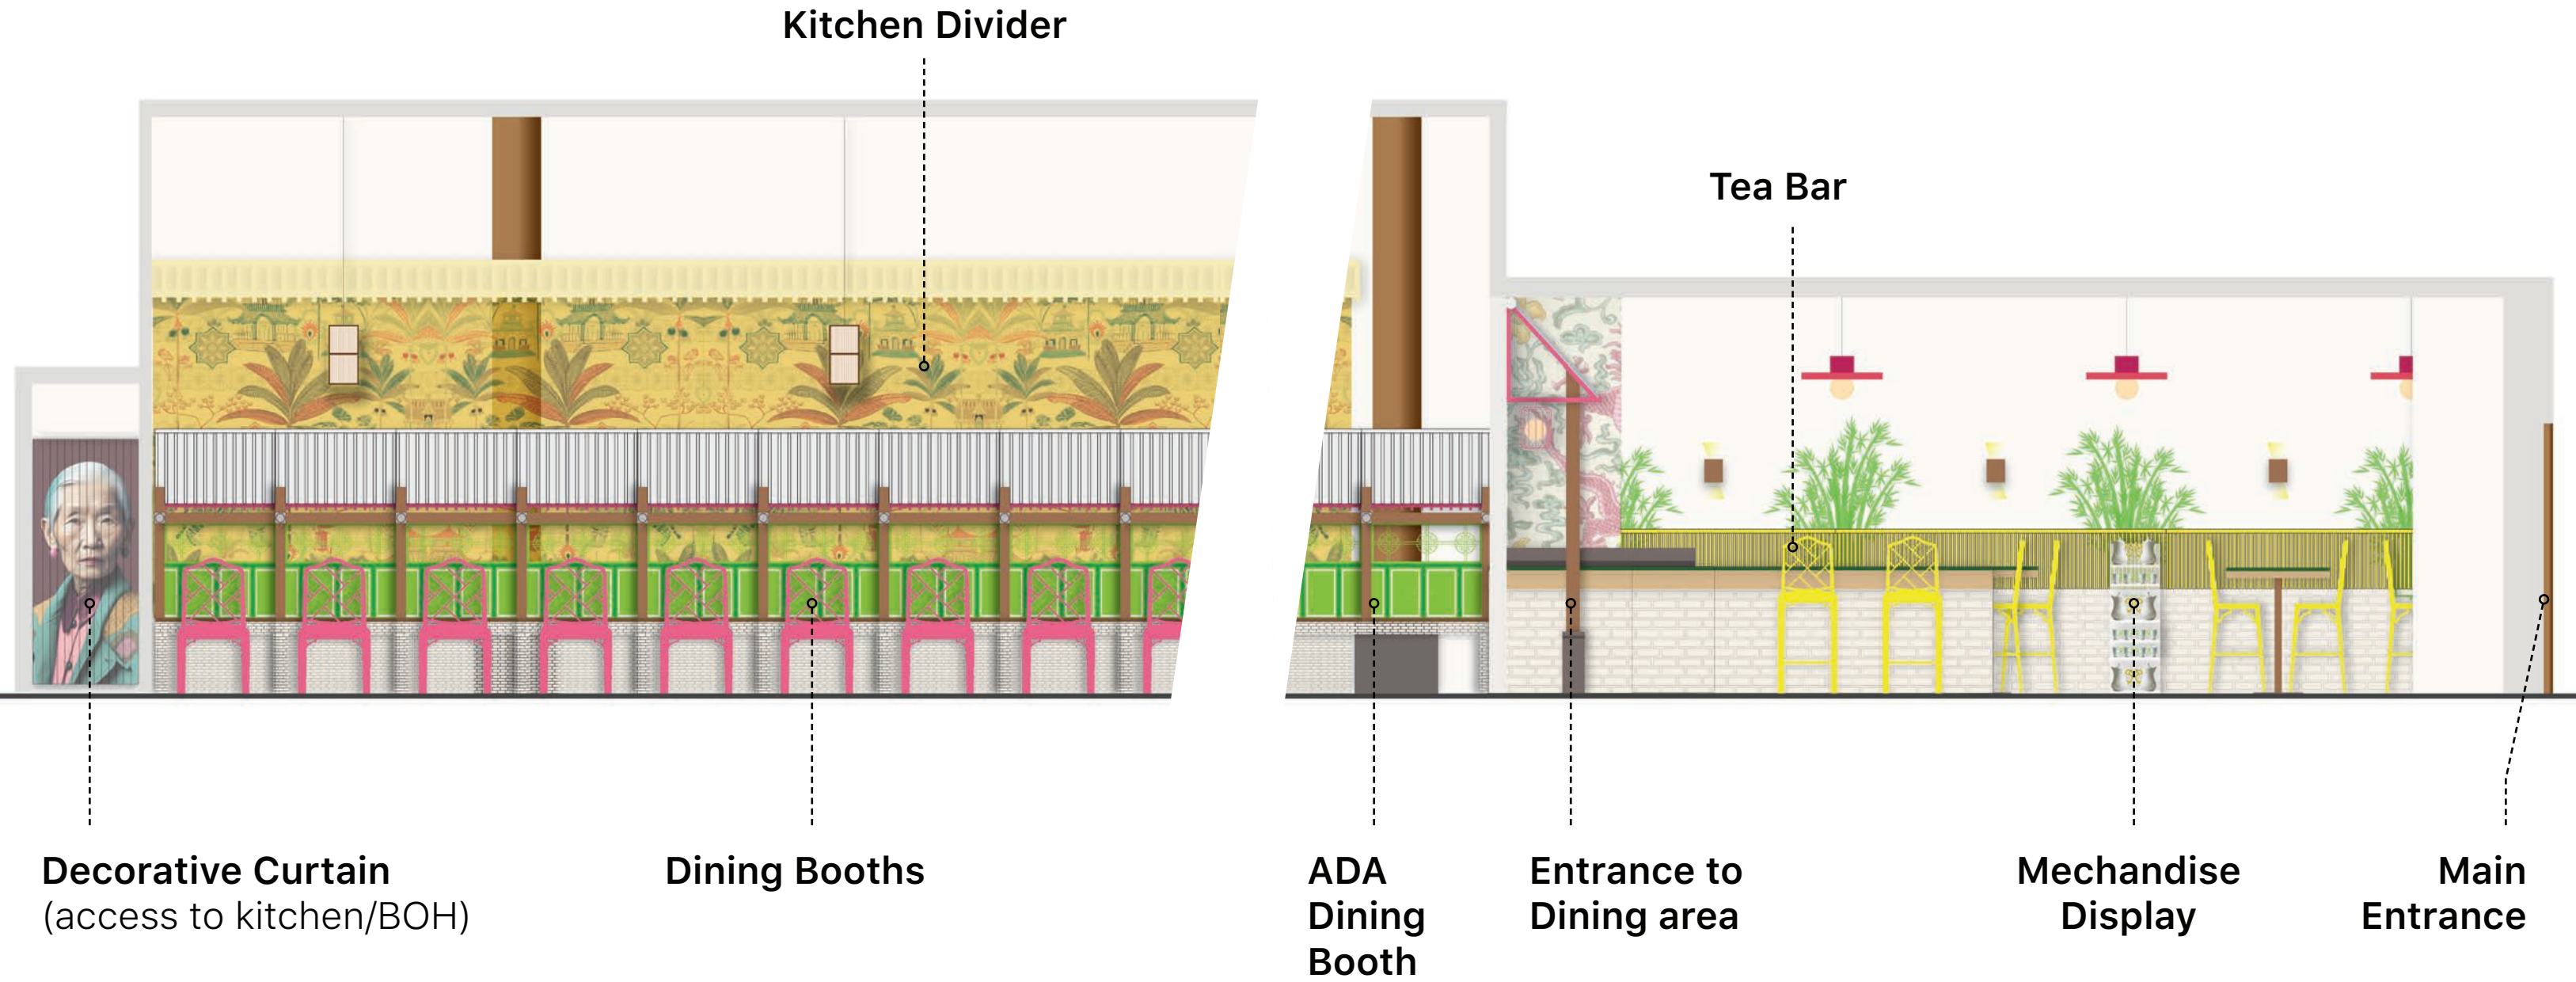 Kitchen Divider
Tea Bar
Decorative Curtain
(access to kitchen/BOH)
Dining Booths
ADA
Dining
Booth
Entrance to
Dining area
Mechandise
Display
Main
Entrance